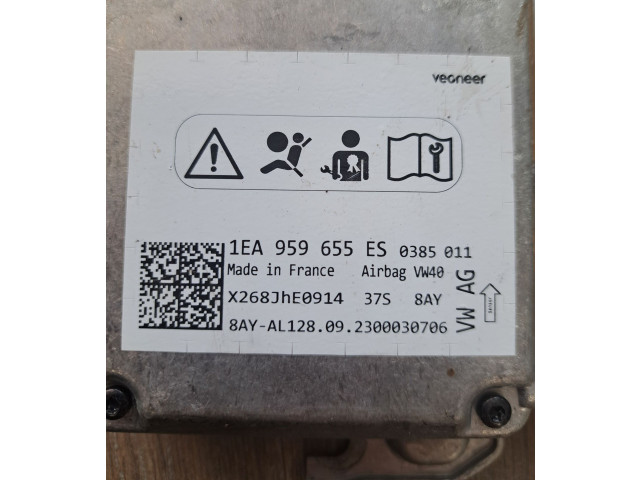 veoneer
1EA 959 655 ES 0385 011
Made in France Airbag VW40
X268JhE0914 37S 8AY
8AY-AL128.09.2300030706
VW AG